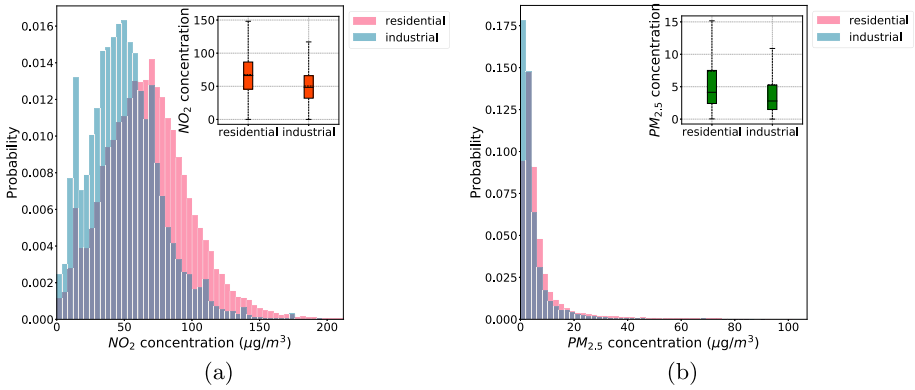 0.016
0.014
0.012
0.010
0.008
0.006
0.004
0.002
0.000
Probability
0
50
100
150
200
NO₂ concentration (μg/m³)
150
100
50
0
NO₂ concentration
residential industrial
residential
industrial
(a)
0.175
0.150
0.125
0.100
0.075
0.050
0.025
0.000
Probability
0
20
40
60
80
100
PM₂.₅ concentration (μg/m³)
15
10
5
0
PM₂.₅ concentration
residential industrial
residential
industrial
(b)